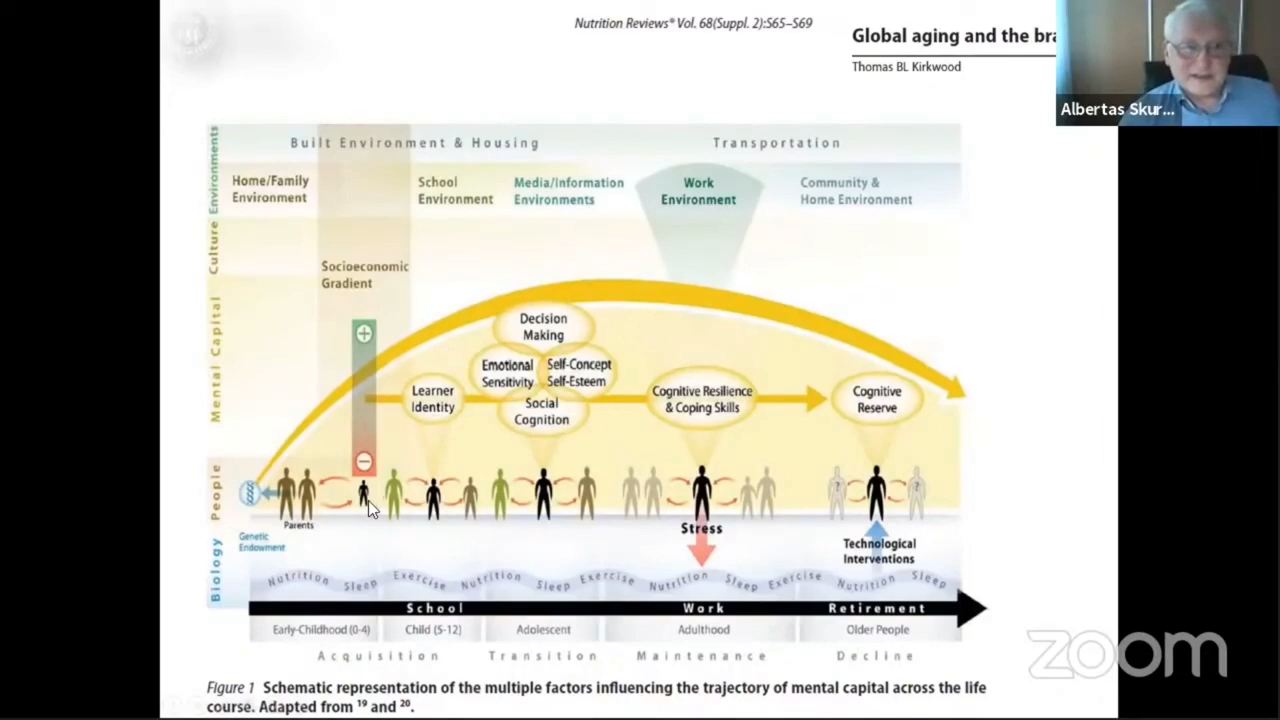 Nutrition Reviews® Vol. 68(Suppl. 2):S65–S69
Global aging and the bra
Thomas BL Kirkwood
Albertas Skur...
Culture Environments
Mental Capital
People
Biology
Built Environment & Housing
Transportation
Home/Family
Environment
School
Environment
Media/Information
Environments
Work
Environment
Community &
Home Environment
Socioeconomic
Gradient
Decision
Making
Emotional
Sensitivity
Self-Concept
Self-Esteem
Learner
Identity
Social
Cognition
Cognitive Resilience
& Coping Skills
Cognitive
Reserve
? ?
Parents
Genetic
Endowment
Stress
Technological
Interventions
Nutrition Sleep Exercise Nutrition Sleep Exercise Nutrition Sleep Exercise Nutrition Sleep
School Work Retirement
Early-Childhood (0-4) Child (5-12) Adolescent Adulthood Older People
Acquisition Transition Maintenance Decline
Figure 1 Schematic representation of the multiple factors influencing the trajectory of mental capital across the life
course. Adapted from 19 and 20.
zoom